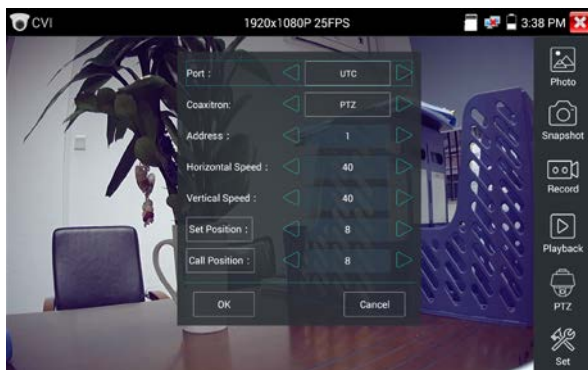 CVI 1920x1080P 25FPS 3:38 PM
Port : UTC
Coaxitron: PTZ
Address : 1
Horizontal Speed : 40
Vertical Speed : 40
Set Position : 8
Call Position : 8
OK Cancel
Photo
Snapshot
Record
Playback
PTZ
Set